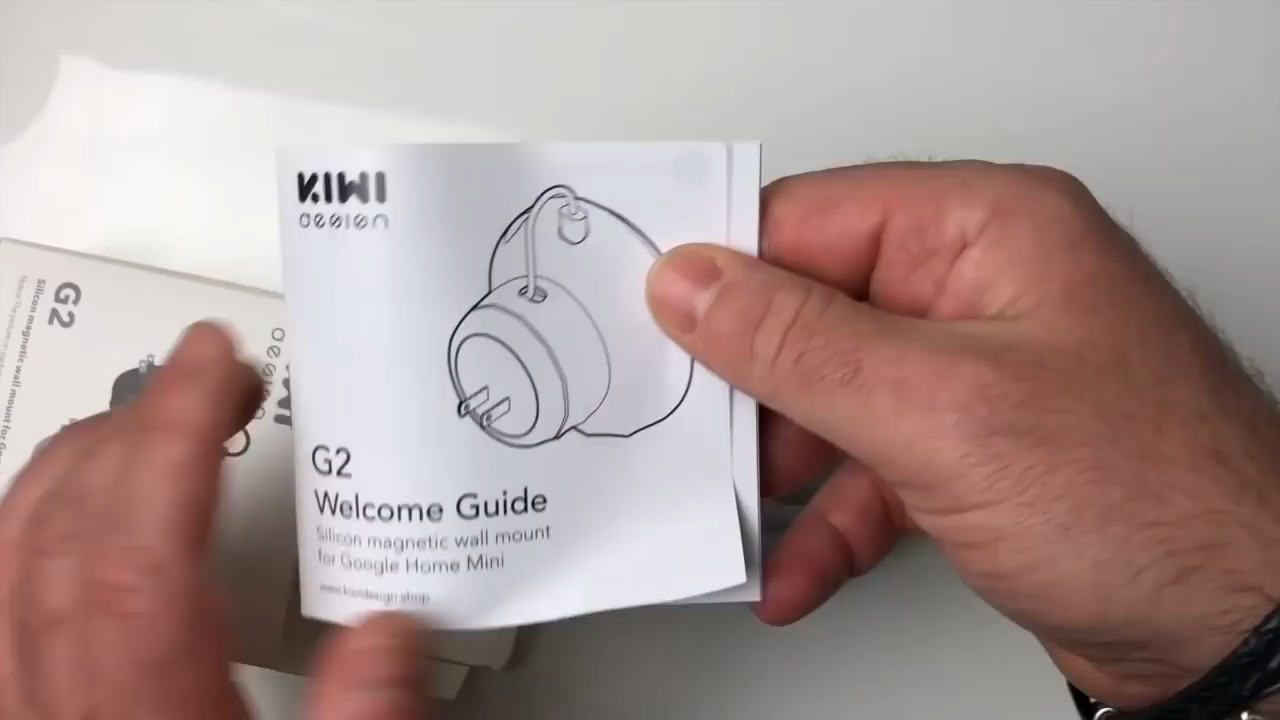 KIWI
design
G2
Welcome Guide
Silicon magnetic wall mount
for Google Home Mini
www.kiwidesign.shop
G2
Silicon magnetic wall mount for